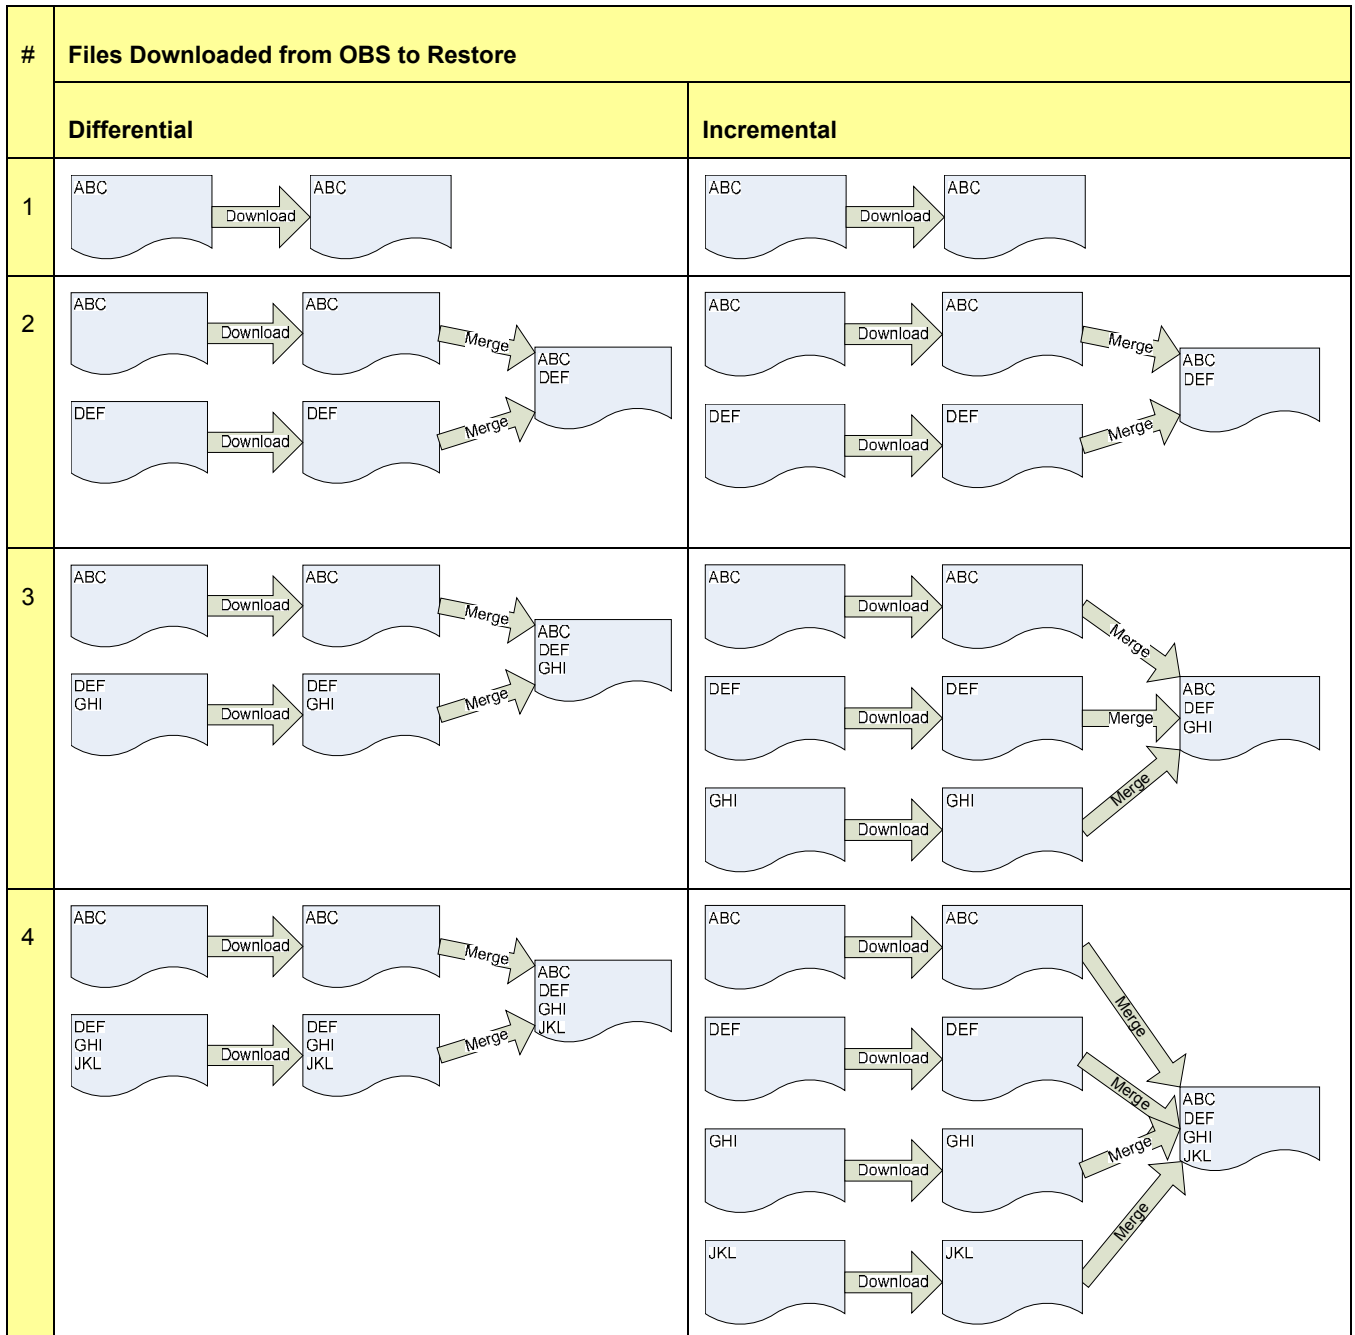 # Files Downloaded from OBS to Restore
Differential Incremental
1
ABC Download ABC
ABC Download ABC
2
ABC Download ABC Merge
DEF Download DEF Merge
ABC
DEF
ABC Download ABC Merge
DEF Download DEF Merge
ABC
DEF
3
ABC Download ABC Merge
DEF
GHI
Download
DEF
GHI
Merge
ABC
DEF
GHI
ABC Download ABC Merge
DEF Download DEF Merge
GHI Download GHI Merge
ABC
DEF
GHI
4
ABC Download ABC Merge
DEF
GHI
JKL
Download
DEF
GHI
JKL
Merge
ABC
DEF
GHI
JKL
ABC Download ABC Merge
DEF Download DEF Merge
GHI Download GHI Merge
JKL Download JKL Merge
ABC
DEF
GHI
JKL